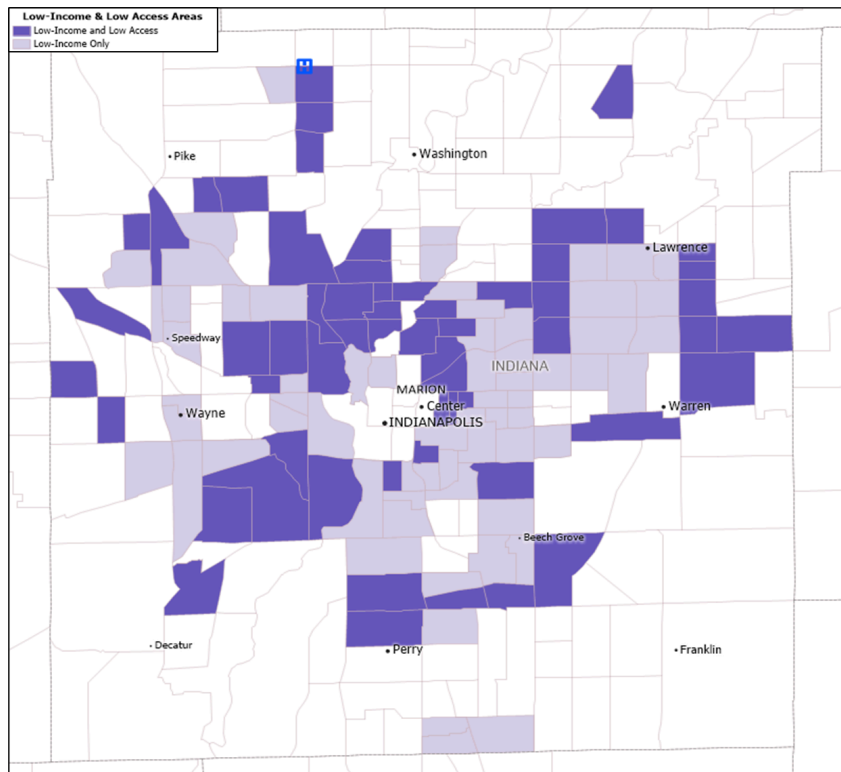 Low-Income & Low Access Areas
Low-Income and Low Access
Low-Income Only
H
Pike
Washington
Lawrence
Speedway
INDIANA
MARION
Center
Warren
Wayne
INDIANAPOLIS
Beech Grove
Decatur
Perry
Franklin